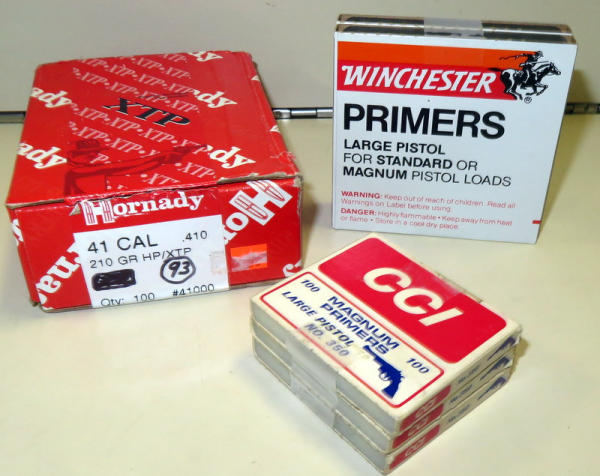 XTP
Hornady
41 CAL .410
210 GR HP/XTP
93
Qty: 100 #41000
WINCHESTER
PRIMERS
LARGE PISTOL
FOR STANDARD OR
MAGNUM PISTOL LOADS
WARNING: Keep out of reach of children. Read all
Warnings on Label before using.
DANGER: Highly flammable • Keep away from heat
or flame • Store in a cool dry place.
CCI
100 MAGNUM
PRIMERS
LARGE PISTOL 100
NO. 350
CCI
CCI
CCI